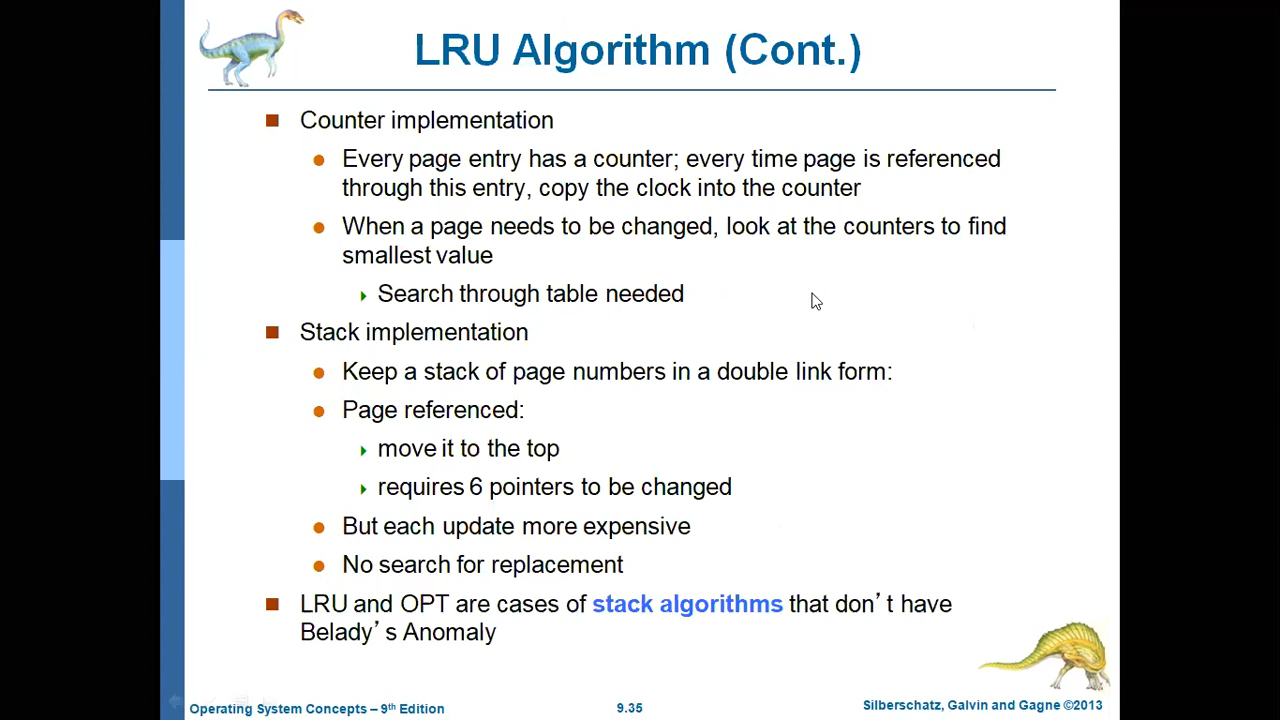 LRU Algorithm (Cont.)
Counter implementation
Every page entry has a counter; every time page is referenced
through this entry, copy the clock into the counter
When a page needs to be changed, look at the counters to find
smallest value
Search through table needed
Stack implementation
Keep a stack of page numbers in a double link form:
Page referenced:
move it to the top
requires 6 pointers to be changed
But each update more expensive
No search for replacement
LRU and OPT are cases of stack algorithms that don’t have
Belady’s Anomaly
Operating System Concepts – 9th Edition
9.35
Silberschatz, Galvin and Gagne ©2013